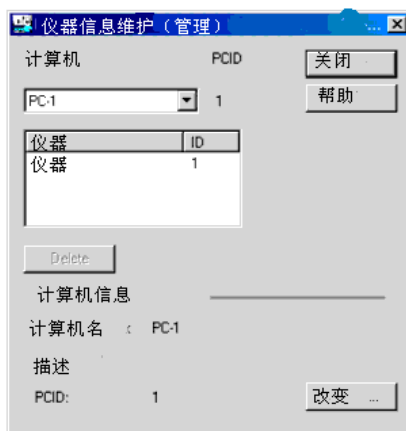 仪器信息维护（管理） ...
计算机 PCID 关闭
PC-1 1 帮助
仪器 ID
仪器 1
Delete
计算机信息
计算机名 : PC-1
描述
PCID: 1 改变 ...